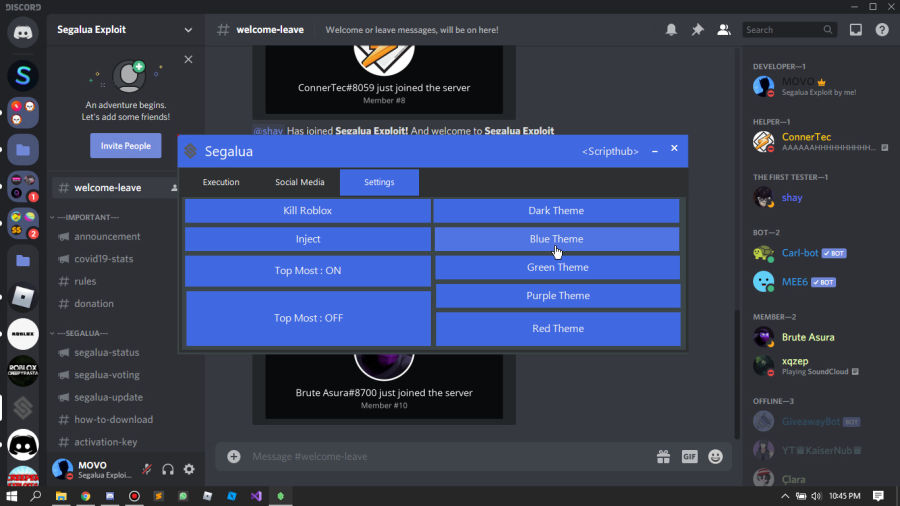 DISCORD
Segalua Exploit
welcome-leave
Welcome or leave messages, will be on here!
Search
An adventure begins.
Let's add some friends!
Invite People
welcome-leave
---IMPORTANT---
announcement
covid19-stats
rules
donation
---SEGALUA---
segalua-status
segalua-voting
segalua-update
how-to-download
activation-key
MOVO
Segalua Exploi...
ConnerTec#8059 just joined the server
Member #8
@shay Has joined Segalua Exploit! And welcome to Segalua Exploit
Segalua
<Scripthub>
Execution
Social Media
Settings
Kill Roblox
Dark Theme
Inject
Blue Theme
Top Most : ON
Green Theme
Purple Theme
Top Most : OFF
Red Theme
Brute Asura#8700 just joined the server
Member #10
Message #welcome-leave
GIF
DEVELOPER—1
MOVO
Segalua Exploit by me!
HELPER—1
ConnerTec
THE FIRST TESTER—1
shay
BOT—2
Carl-bot
BOT
MEE6
BOT
MEMBER—2
Brute Asura
xqzep
Playing SoundCloud
OFFLINE—3
GiveawayBot
BOT
YT KaiserNub
Çlara
1
2
ROBLOX
10:45 PM